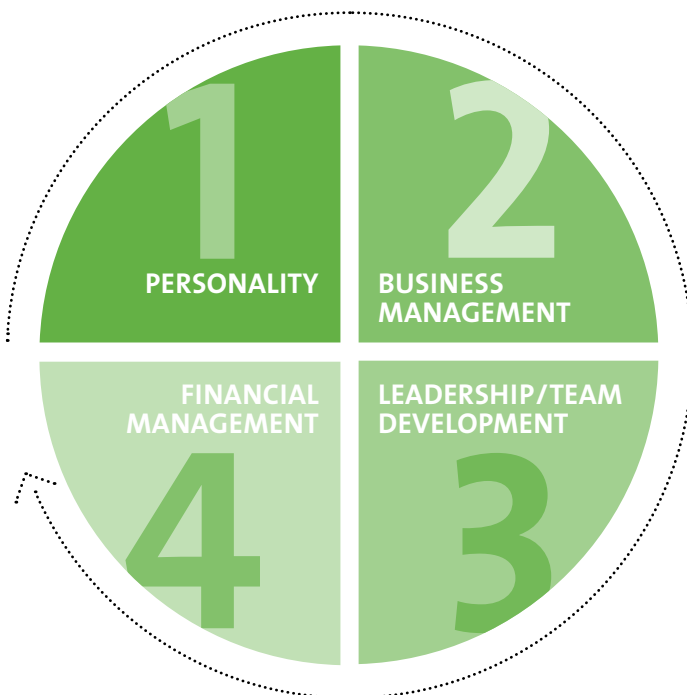 1
PERSONALITY
2
BUSINESS
MANAGEMENT
LEADERSHIP/TEAM
DEVELOPMENT
3
FINANCIAL
MANAGEMENT
4